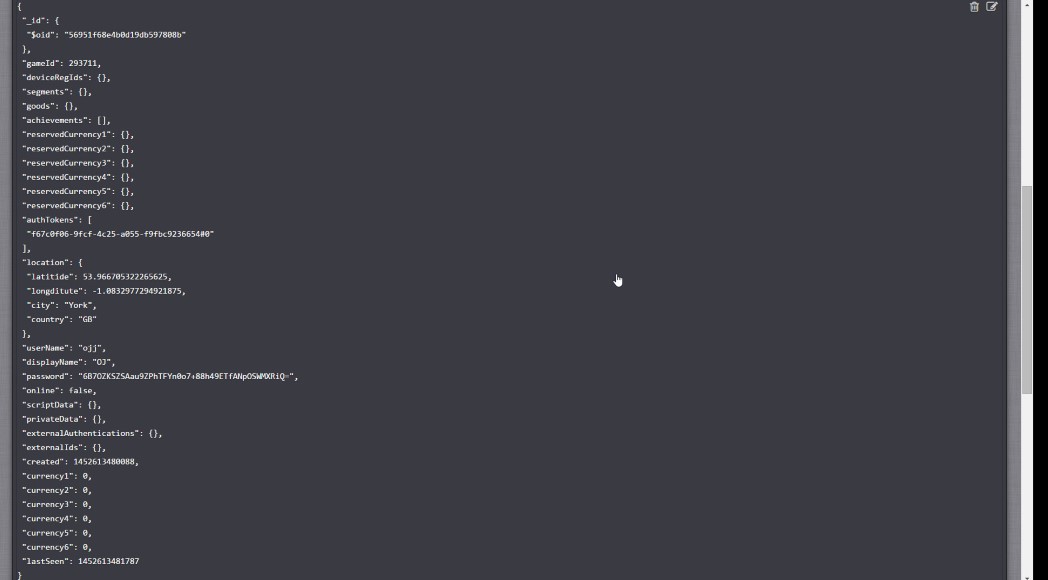 {
"_id": {
"$oid": "56951f68e4b0d19db597808b"
},
"gameId": 293711,
"deviceRegIds": {},
"segments": {},
"goods": {},
"achievements": [],
"reservedCurrency1": {},
"reservedCurrency2": {},
"reservedCurrency3": {},
"reservedCurrency4": {},
"reservedCurrency5": {},
"reservedCurrency6": {},
"authTokens": [
"f67c0f06-9fcf-4c25-a055-f9fbc92366540"
],
"location": {
"latitide": 53.966705322265625,
"longditute": -1.0832977294921875,
"city": "York",
"country": "GB"
},
"userName": "ojj",
"displayName": "OJ",
"password": "6B7OZKSZSAau9ZPhTFYn0o7+88h49ETfANpOSWMXRiQ=",
"online": false,
"scriptData": {},
"privateData": {},
"externalAuthentications": {},
"externalIds": {},
"created": 1452613480088,
"currency1": 0,
"currency2": 0,
"currency3": 0,
"currency4": 0,
"currency5": 0,
"currency6": 0,
"lastSeen": 1452613481787
}